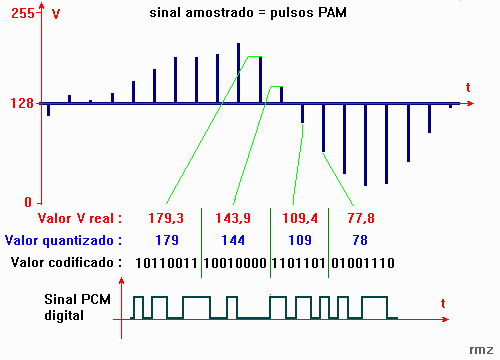 255 V sinal amostrado = pulsos PAM
t
128
0
Valor V real : 179,3 143,9 109,4 77,8
Valor quantizado : 179 144 109 78
Valor codificado : 10110011 10010000 1101101 01001110
Sinal PCM
digital
t
rmz